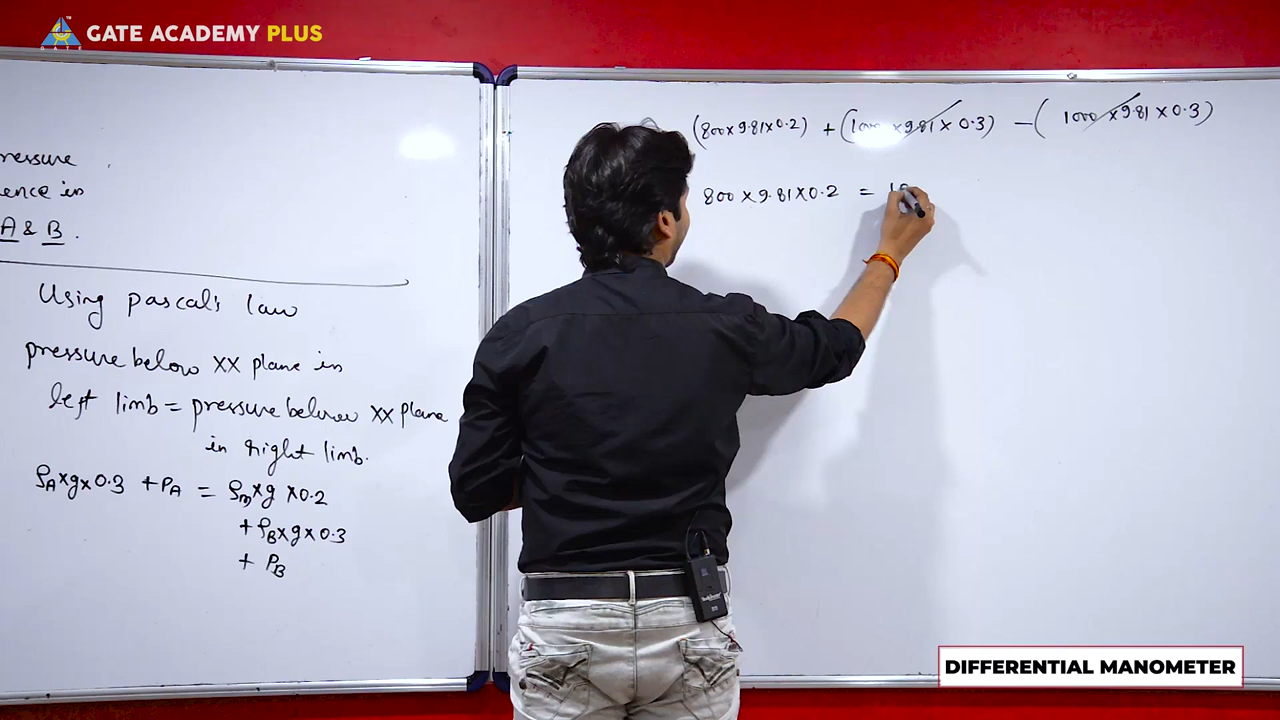 GATE ACADEMY PLUS
GATE
ressure
ence in
A & B.
Using pascal's law
pressure below XX plane in
left limb = pressure below XX plane
in right limb.
ρA×g×0.3 + PA = ρm×g×0.2
+ ρB×g×0.3
+ PB
(800×9.81×0.2) + (1000×9.81×0.3) - (1000×9.81×0.3)
800×9.81×0.2 =
DIFFERENTIAL MANOMETER